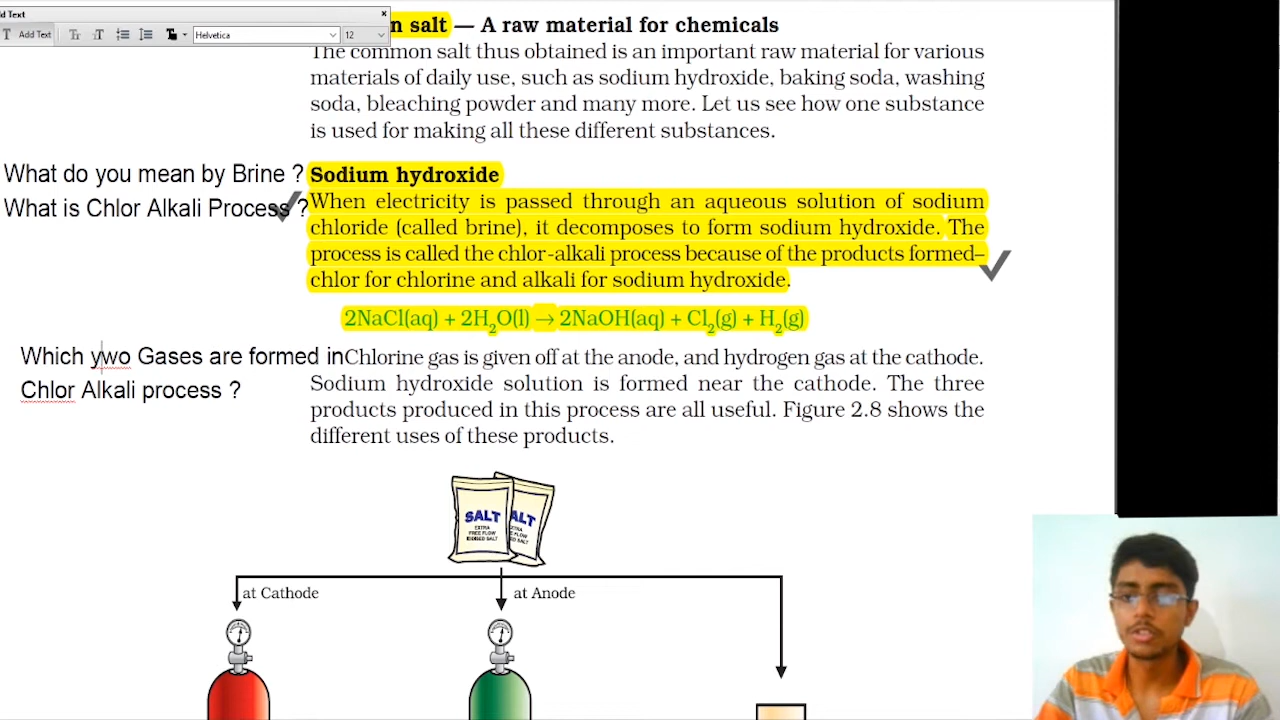 dd Text
T Add Text Tr Helvetica 12
n salt — A raw material for chemicals
The common salt thus obtained is an important raw material for various
materials of daily use, such as sodium hydroxide, baking soda, washing
soda, bleaching powder and many more. Let us see how one substance
is used for making all these different substances.
What do you mean by Brine ?
What is Chlor Alkali Process ?
Sodium hydroxide
When electricity is passed through an aqueous solution of sodium
chloride (called brine), it decomposes to form sodium hydroxide. The
process is called the chlor-alkali process because of the products formed–
chlor for chlorine and alkali for sodium hydroxide.
2NaCl(aq) + 2H₂O(l) → 2NaOH(aq) + Cl₂(g) + H₂(g)
Which ywo Gases are formed in
Chlor Alkali process ?
Chlorine gas is given off at the anode, and hydrogen gas at the cathode.
Sodium hydroxide solution is formed near the cathode. The three
products produced in this process are all useful. Figure 2.8 shows the
different uses of these products.
SALT
EXTRA
FREE FLOW
IODISED SALT
ALT
at Cathode
at Anode